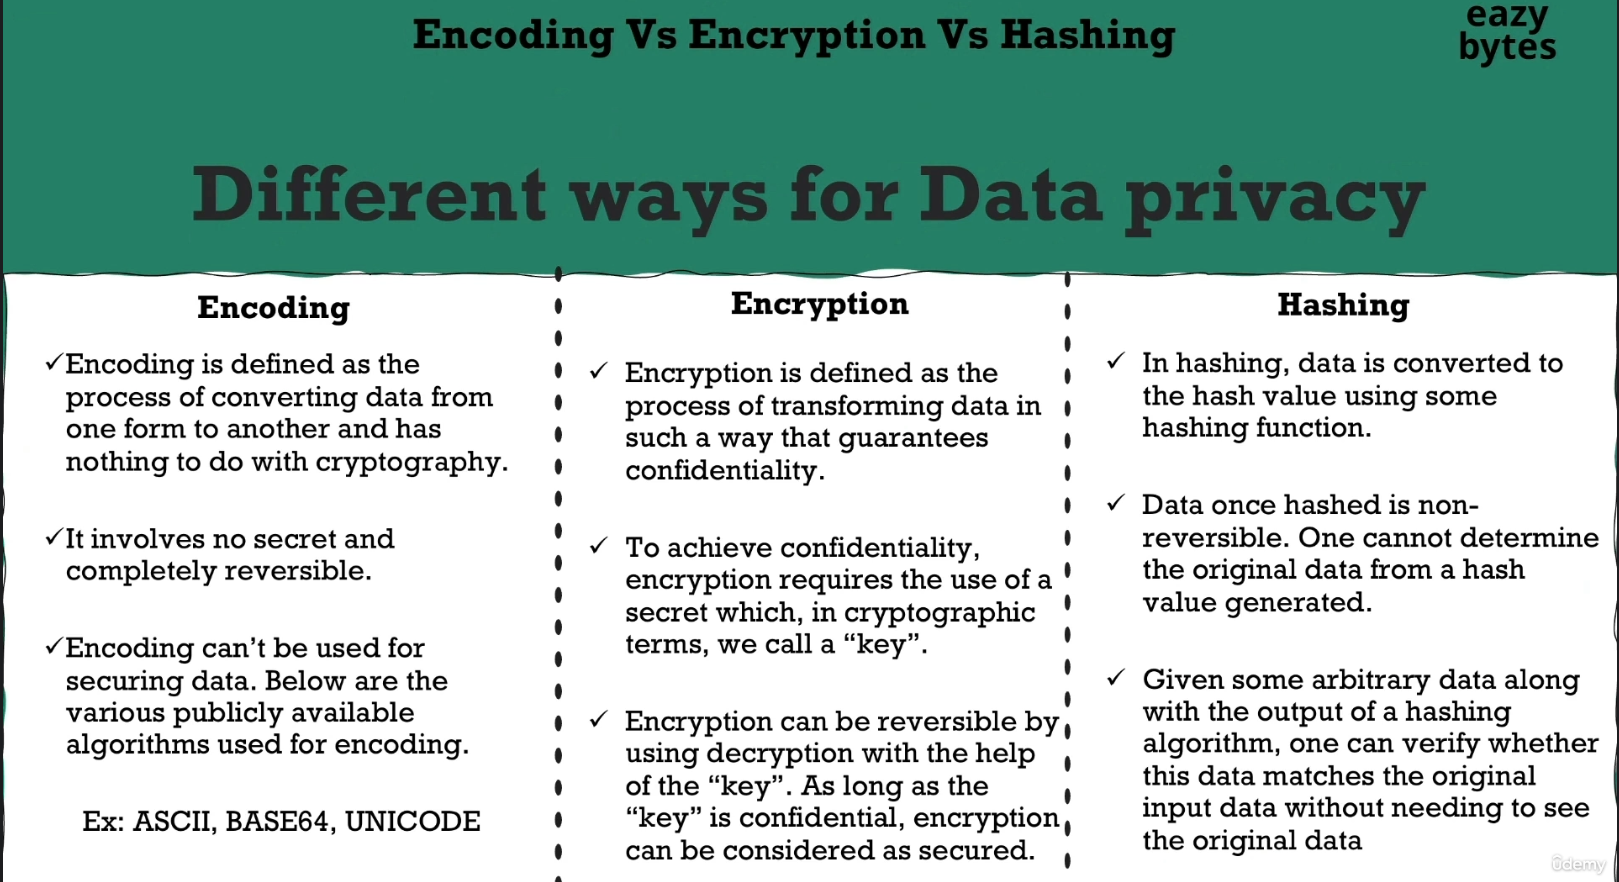 Encoding Vs Encryption Vs Hashing
eazy
bytes
Different ways for Data privacy
Encoding
✓Encoding is defined as the
process of converting data from
one form to another and has
nothing to do with cryptography.
✓It involves no secret and
completely reversible.
✓Encoding can’t be used for
securing data. Below are the
various publicly available
algorithms used for encoding.
Ex: ASCII, BASE64, UNICODE
Encryption
✓ Encryption is defined as the
process of transforming data in
such a way that guarantees
confidentiality.
✓ To achieve confidentiality,
encryption requires the use of a
secret which, in cryptographic
terms, we call a “key”.
✓ Encryption can be reversible by
using decryption with the help
of the “key”. As long as the
“key” is confidential, encryption
can be considered as secured.
Hashing
✓ In hashing, data is converted to
the hash value using some
hashing function.
✓ Data once hashed is non-
reversible. One cannot determine
the original data from a hash
value generated.
✓ Given some arbitrary data along
with the output of a hashing
algorithm, one can verify whether
this data matches the original
input data without needing to see
the original data
ûdemy